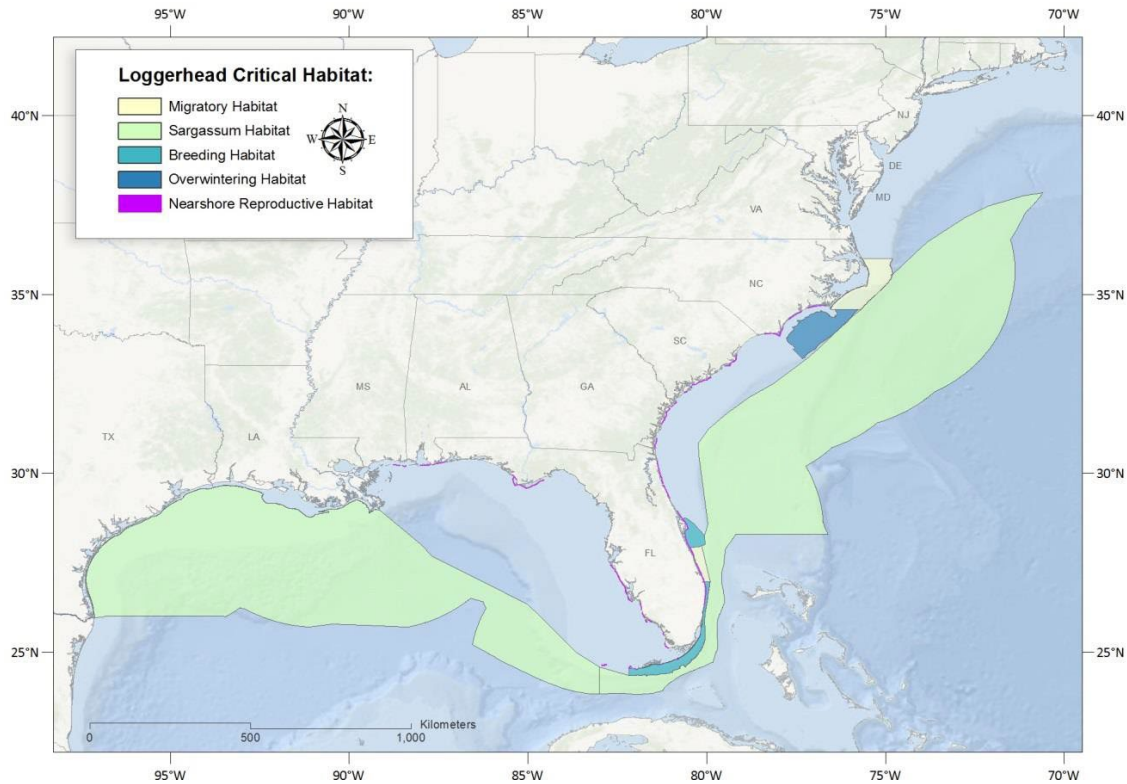 95°W 90°W 85°W 80°W 75°W 70°W
Loggerhead Critical Habitat:
Migratory Habitat
Sargassum Habitat
Breeding Habitat
Overwintering Habitat
Nearshore Reproductive Habitat
N
W E
S
40°N 40°N
NJ
DE
MD
VA
35°N 35°N
NC
SC
MS AL GA
TX LA
30°N 30°N
FL
25°N 25°N
Kilometers
0 500 1,000
95°W 90°W 85°W 80°W 75°W 70°W